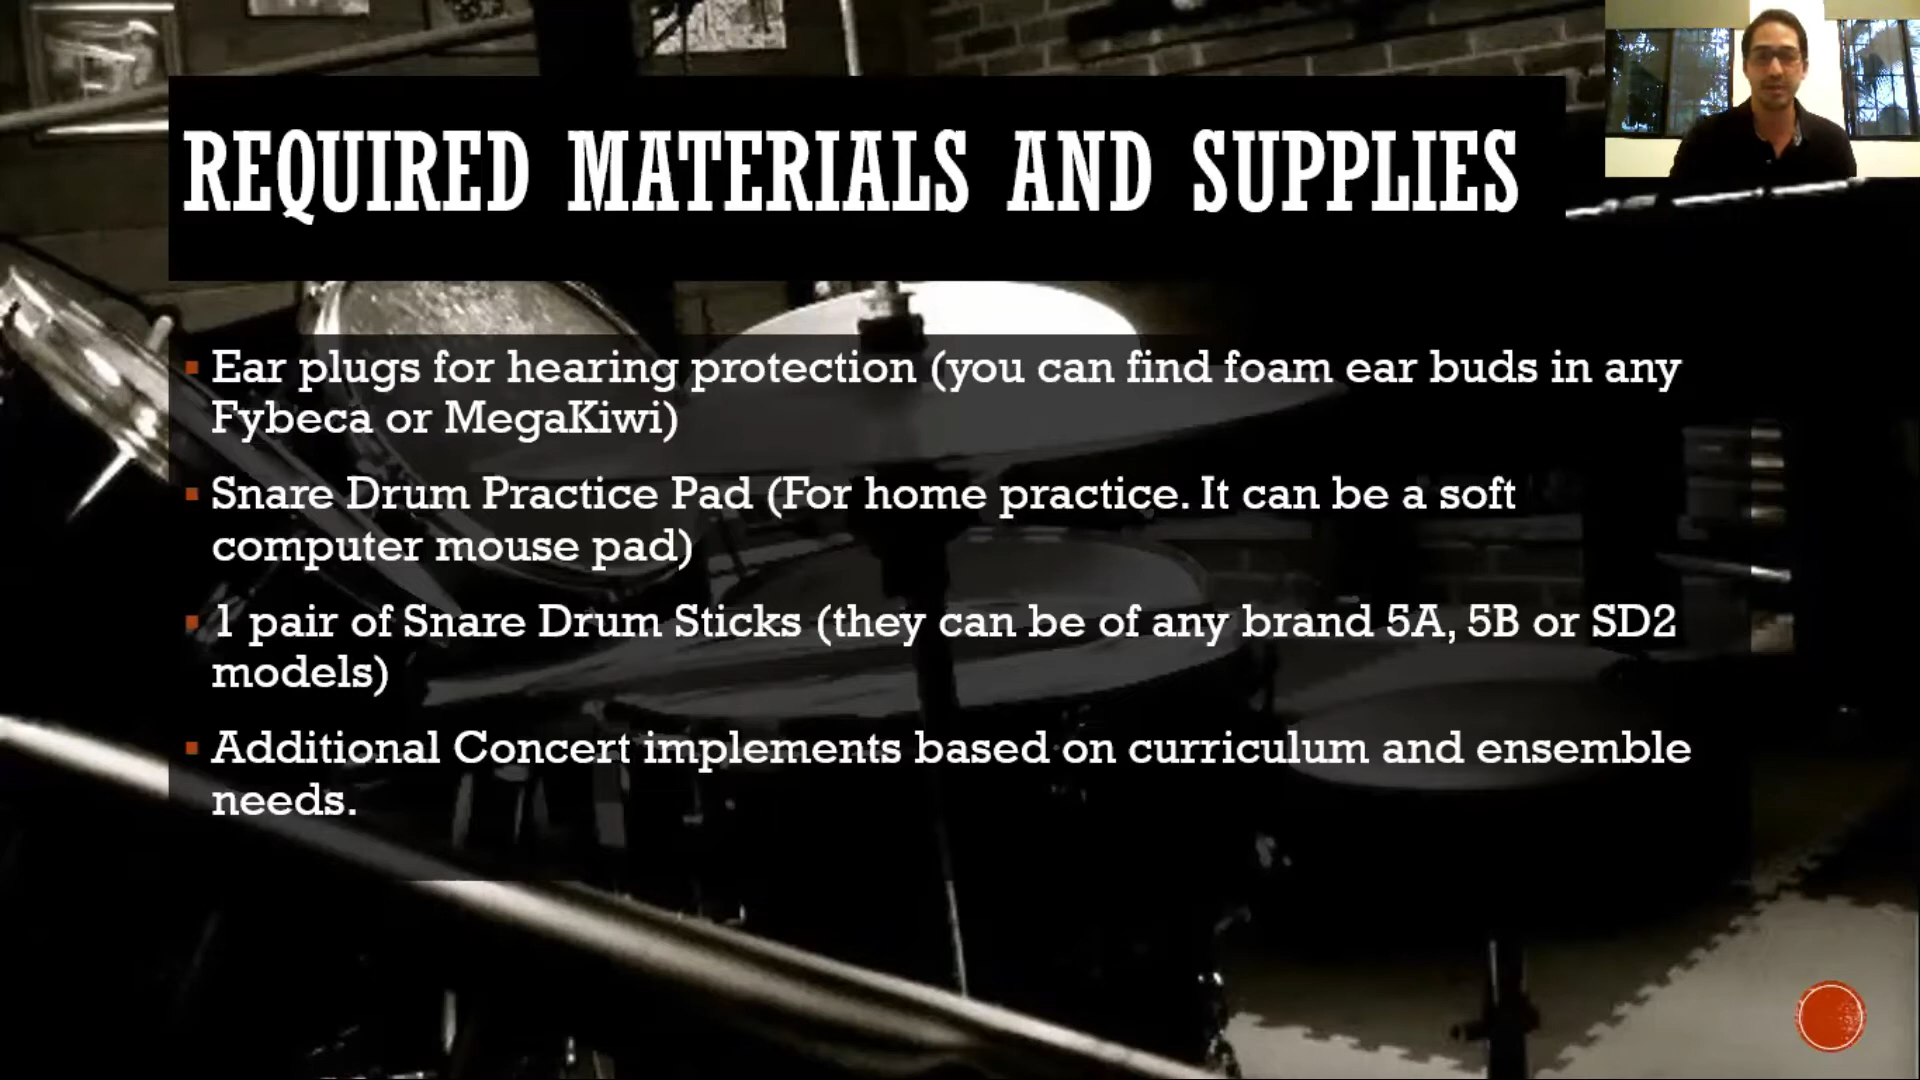 REQUIRED MATERIALS AND SUPPLIES
Ear plugs for hearing protection (you can find foam ear buds in any
Fybeca or MegaKiwi)
Snare Drum Practice Pad (For home practice. It can be a soft
computer mouse pad)
1 pair of Snare Drum Sticks (they can be of any brand 5A, 5B or SD2
models)
Additional Concert implements based on curriculum and ensemble
needs.